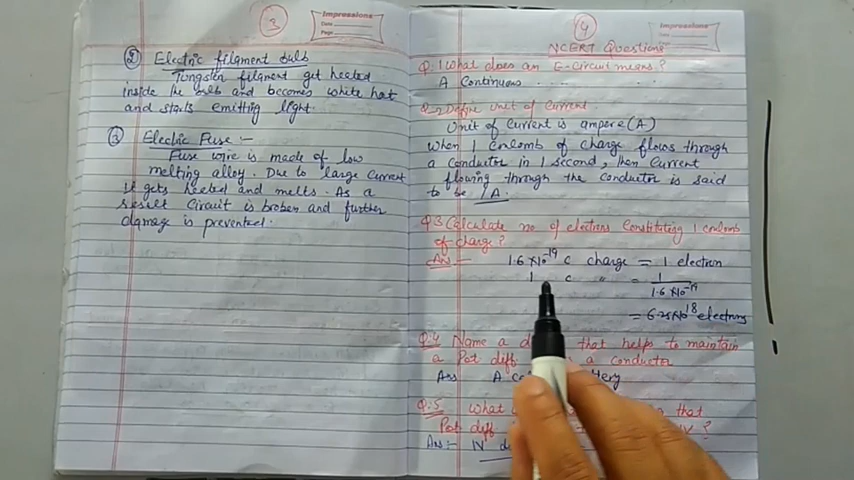 3
Impressions
Date
Page
② Electric filament bulb
Tungsten filament get heated
inside the bulb and becomes white hot
and starts emitting light.
③ Electric Fuse :-
Fuse wire is made of low
melting alloy. Due to large current
it gets heated and melts. As a
result circuit is broken and further
damage is prevented.
4
Impressions
Date
Page
NCERT Questions
Q.1 What does an E-Circuit means?
A Continuous .... ...
Q.2 Define unit of Current.
Unit of Current is ampere (A)
When 1 coulomb of charge flows through
a conductor in 1 second, then Current
flowing through the conductor is said
to be 1A.
Q.3 Calculate no of electrons Constituting 1 coulomb
of charge?
Ans :- 1.6×10⁻¹⁹ C charge = 1 electron
1 C " = 1
1.6×10⁻¹⁹
= 6.25×10¹⁸ electrons
Q.4 Name a that helps to maintain
a Pot diff a conductor
Ans A
Q.5 What that
Pot diff ?
Ans :- 1V